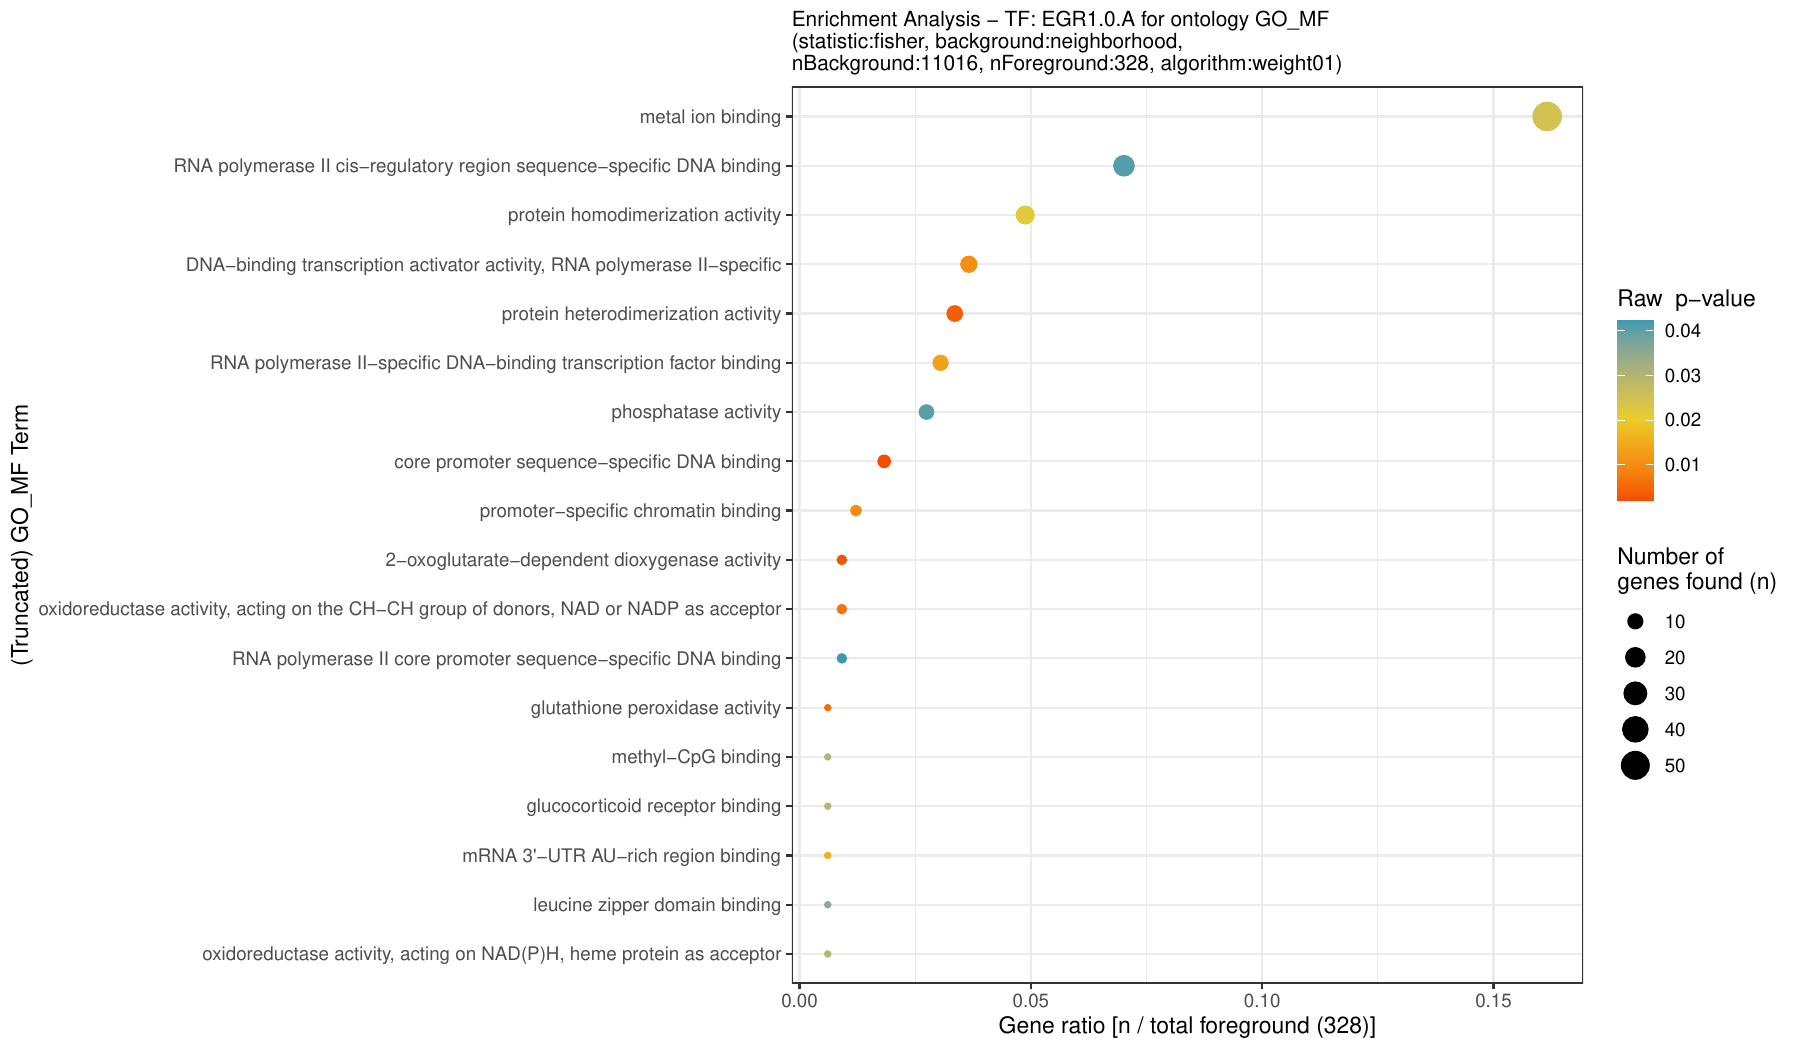 Enrichment Analysis − TF: EGR1.0.A for ontology GO_MF
(statistic:fisher, background:neighborhood,
nBackground:11016, nForeground:328, algorithm:weight01)
(Truncated) GO_MF Term
metal ion binding
RNA polymerase II cis−regulatory region sequence−specific DNA binding
protein homodimerization activity
DNA−binding transcription activator activity, RNA polymerase II−specific
protein heterodimerization activity
RNA polymerase II−specific DNA−binding transcription factor binding
phosphatase activity
core promoter sequence−specific DNA binding
promoter−specific chromatin binding
2−oxoglutarate−dependent dioxygenase activity
oxidoreductase activity, acting on the CH−CH group of donors, NAD or NADP as acceptor
RNA polymerase II core promoter sequence−specific DNA binding
glutathione peroxidase activity
methyl−CpG binding
glucocorticoid receptor binding
mRNA 3'−UTR AU−rich region binding
leucine zipper domain binding
oxidoreductase activity, acting on NAD(P)H, heme protein as acceptor
0.00
0.05
0.10
0.15
Gene ratio [n / total foreground (328)]
Raw p−value
0.04
0.03
0.02
0.01
Number of
genes found (n)
10
20
30
40
50